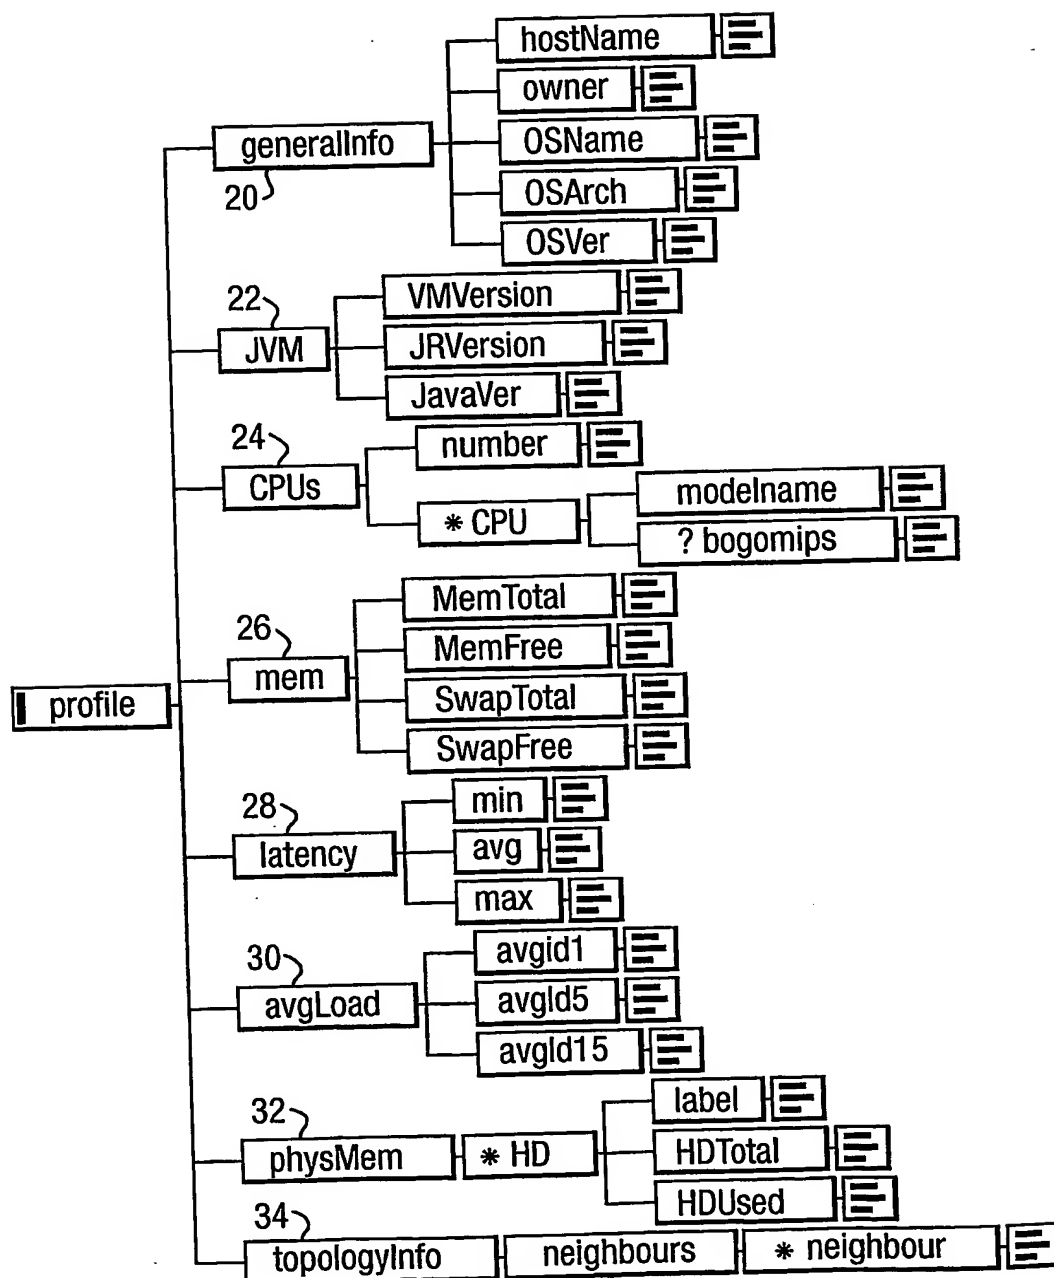 hostName
owner
generalInfo
OSName
20
OSArch
OSVer
22
VMVersion
JVM
JRVersion
JavaVer
24
number
CPUs
modelname
* CPU
? bogomips
MemTotal
26
MemFree
mem
SwapTotal
profile
SwapFree
28
min
latency
avg
max
30
avgid1
avgLoad
avgld5
avgld15
32
label
physMem
* HD
HDTotal
HDUsed
34
topologyInfo
neighbours
* neighbour